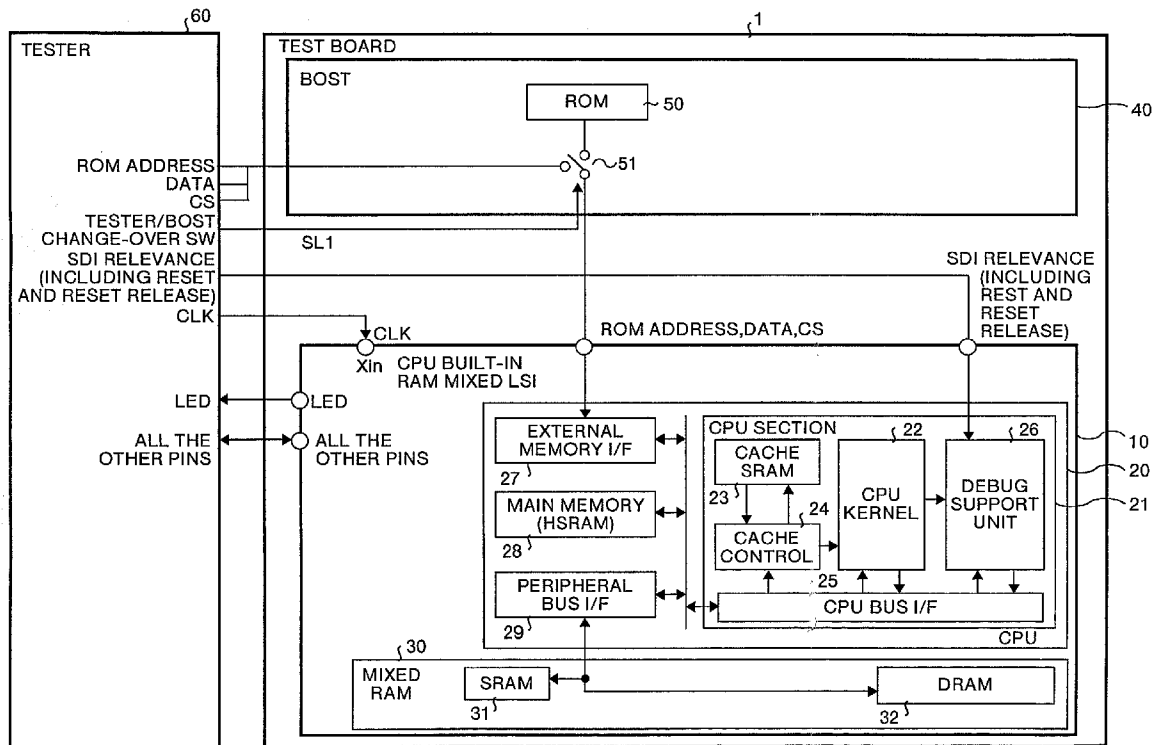 60
1
TESTER
TEST BOARD
BOST
ROM
50
40
51
ROM ADDRESS
DATA
CS
TESTER/BOST
CHANGE-OVER SW
SL1
SDI RELEVANCE
(INCLUDING RESET
AND RESET RELEASE)
SDI RELEVANCE
(INCLUDING
REST AND
RESET
RELEASE)
CLK
CLK
Xin
ROM ADDRESS,DATA,CS
CPU BUILT-IN
RAM MIXED LSI
LED
LED
ALL THE
OTHER PINS
ALL THE
OTHER PINS
EXTERNAL
MEMORY I/F
27
MAIN MEMORY
(HSRAM)
28
PERIPHERAL
BUS I/F
29
CPU SECTION
22
26
CACHE
SRAM
23
24
CACHE
CONTROL
CPU
KERNEL
DEBUG
SUPPORT
UNIT
10
20
21
25
CPU BUS I/F
CPU
30
MIXED
RAM
SRAM
31
DRAM
32